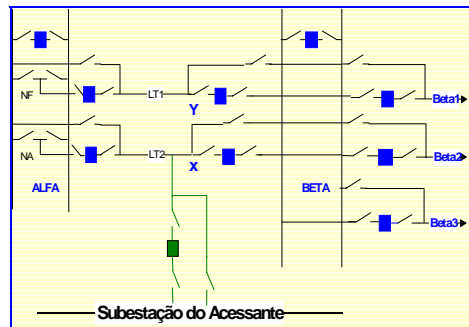 NF
LT1
Y
Beta1
NA
LT2
X
Beta2
ALFA
BETA
Beta3
Subestação do Acessante